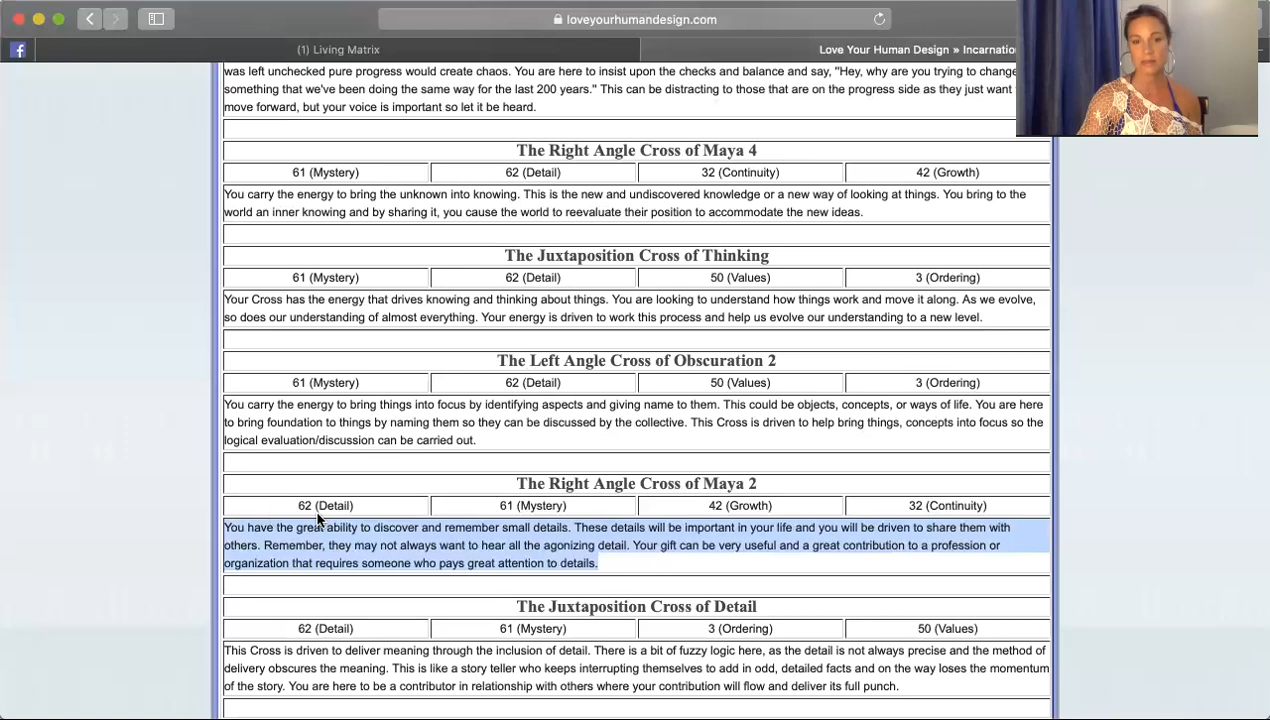 loveyourhumandesign.com
(1) Living Matrix
Love Your Human Design » Incarnatio
was left unchecked pure progress would create chaos. You are here to insist upon the checks and balance and say, "Hey, why are you trying to change
something that we've been doing the same way for the last 200 years." This can be distracting to those that are on the progress side as they just want
move forward, but your voice is important so let it be heard.
The Right Angle Cross of Maya 4
61 (Mystery) 62 (Detail) 32 (Continuity) 42 (Growth)
You carry the energy to bring the unknown into knowing. This is the new and undiscovered knowledge or a new way of looking at things. You bring to the
world an inner knowing and by sharing it, you cause the world to reevaluate their position to accommodate the new ideas.
The Juxtaposition Cross of Thinking
61 (Mystery) 62 (Detail) 50 (Values) 3 (Ordering)
Your Cross has the energy that drives knowing and thinking about things. You are looking to understand how things work and move it along. As we evolve,
so does our understanding of almost everything. Your energy is driven to work this process and help us evolve our understanding to a new level.
The Left Angle Cross of Obscuration 2
61 (Mystery) 62 (Detail) 50 (Values) 3 (Ordering)
You carry the energy to bring things into focus by identifying aspects and giving name to them. This could be objects, concepts, or ways of life. You are here
to bring foundation to things by naming them so they can be discussed by the collective. This Cross is driven to help bring things, concepts into focus so the
logical evaluation/discussion can be carried out.
The Right Angle Cross of Maya 2
62 (Detail) 61 (Mystery) 42 (Growth) 32 (Continuity)
You have the great ability to discover and remember small details. These details will be important in your life and you will be driven to share them with
others. Remember, they may not always want to hear all the agonizing detail. Your gift can be very useful and a great contribution to a profession or
organization that requires someone who pays great attention to details.
The Juxtaposition Cross of Detail
62 (Detail) 61 (Mystery) 3 (Ordering) 50 (Values)
This Cross is driven to deliver meaning through the inclusion of detail. There is a bit of fuzzy logic here, as the detail is not always precise and the method of
delivery obscures the meaning. This is like a story teller who keeps interrupting themselves to add in odd, detailed facts and on the way loses the momentum
of the story. You are here to be a contributor in relationship with others where your contribution will flow and deliver its full punch.